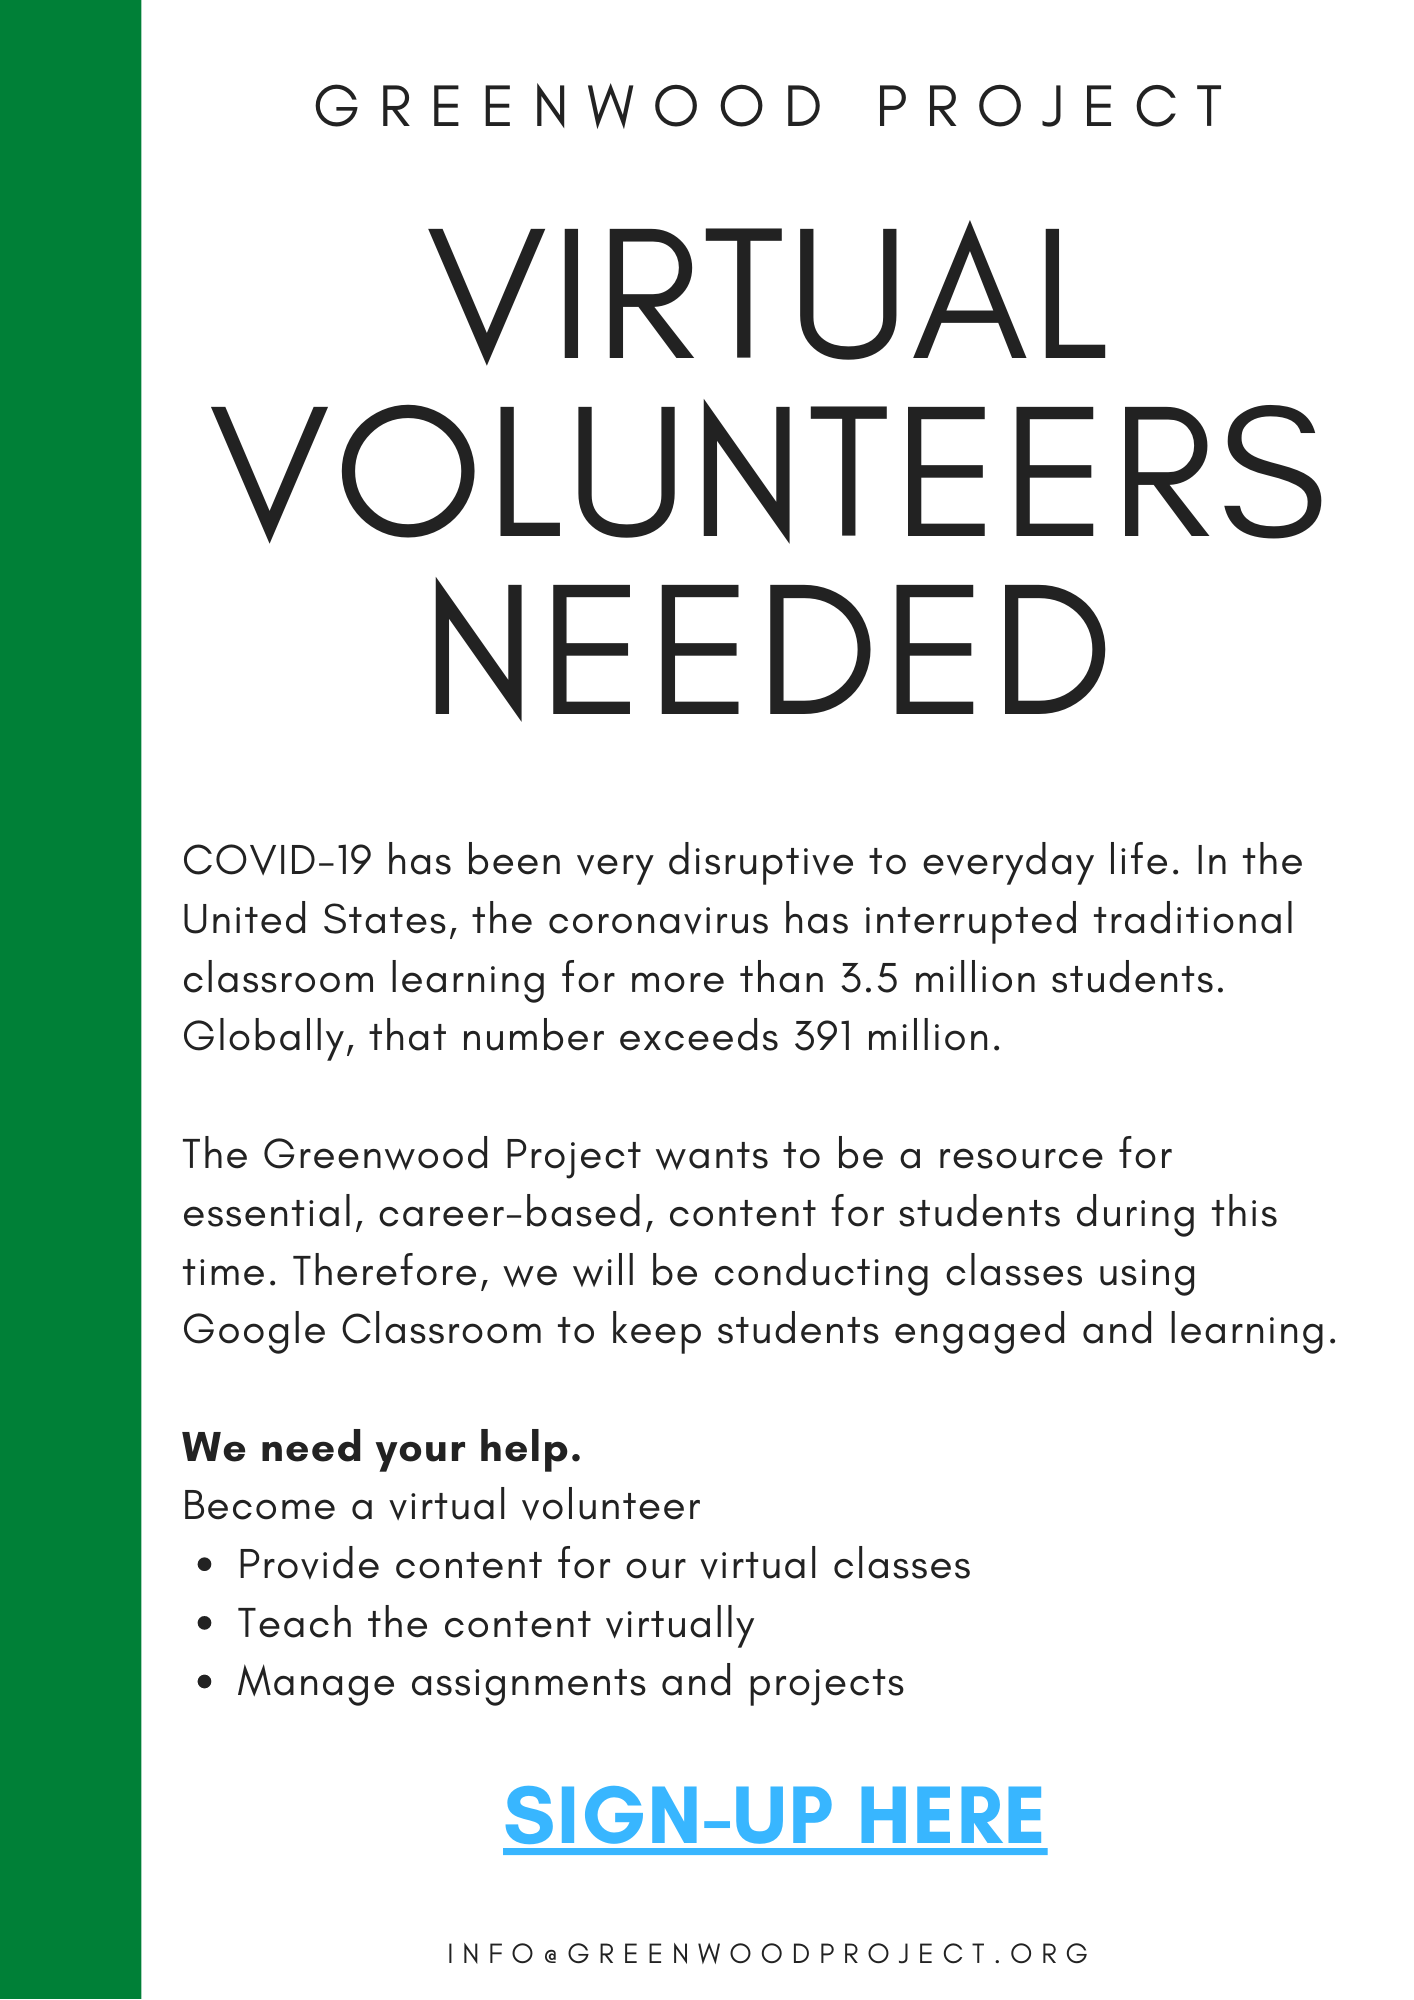 GREENWOOD PROJECT
VIRTUAL
VOLUNTEERS
NEEDED
COVID-19 has been very disruptive to everyday life. In the
United States, the coronavirus has interrupted traditional
classroom learning for more than 3.5 million students.
Globally, that number exceeds 391 million.
The Greenwood Project wants to be a resource for
essential, career-based, content for students during this
time. Therefore, we will be conducting classes using
Google Classroom to keep students engaged and learning.
We need your help.
Become a virtual volunteer
• Provide content for our virtual classes
• Teach the content virtually
• Manage assignments and projects
SIGN-UP HERE
INFO@GREENWOODPROJECT.ORG